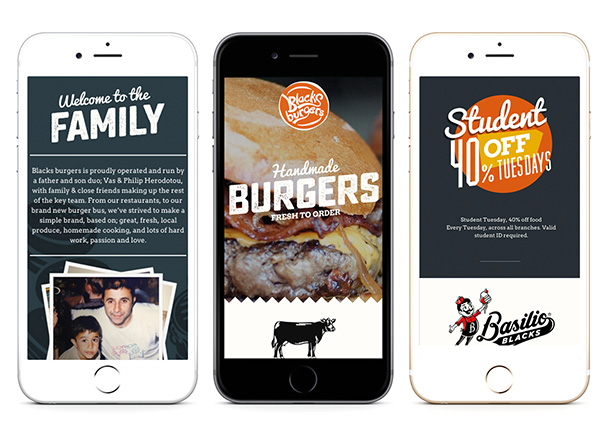 Welcome to the
FAMILY
Blacks burgers is proudly operated and run by
a father and son duo; Vas & Philip Herodotou,
with family & close friends making up the rest
of the key team. From our restaurants, to our
brand new burger bus, we've strived to make a
simple brand, based on; great, fresh, local
produce, homemade cooking, and lots of hard
work, passion and love.
Blacks
burgers
Handmade
BURGERS
FRESH TO ORDER
Student
40% OFF
TUESDAYS
Student Tuesday, 40% off food
Every Tuesday, across all branches. Valid
student ID required.
Basilio
BLACKS